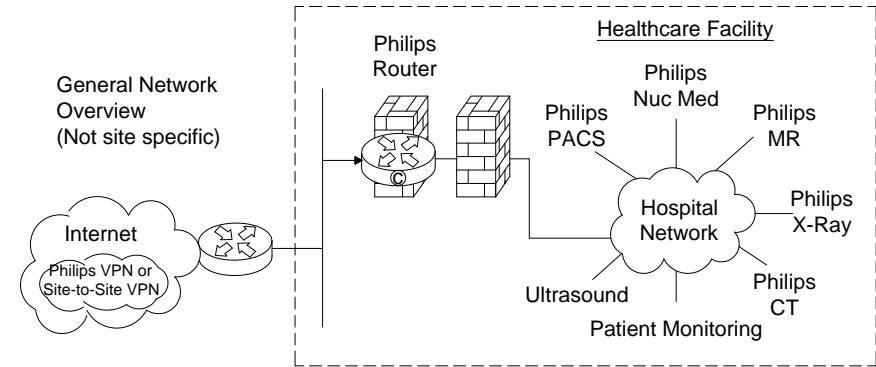 General Network
Overview
(Not site specific)
Internet
Philips VPN or
Site-to-Site VPN
Philips
Router
C
Healthcare Facility
Philips
Nuc Med
Philips
PACS
Philips
MR
Hospital
Network
Philips
X-Ray
Ultrasound
Philips
CT
Patient Monitoring